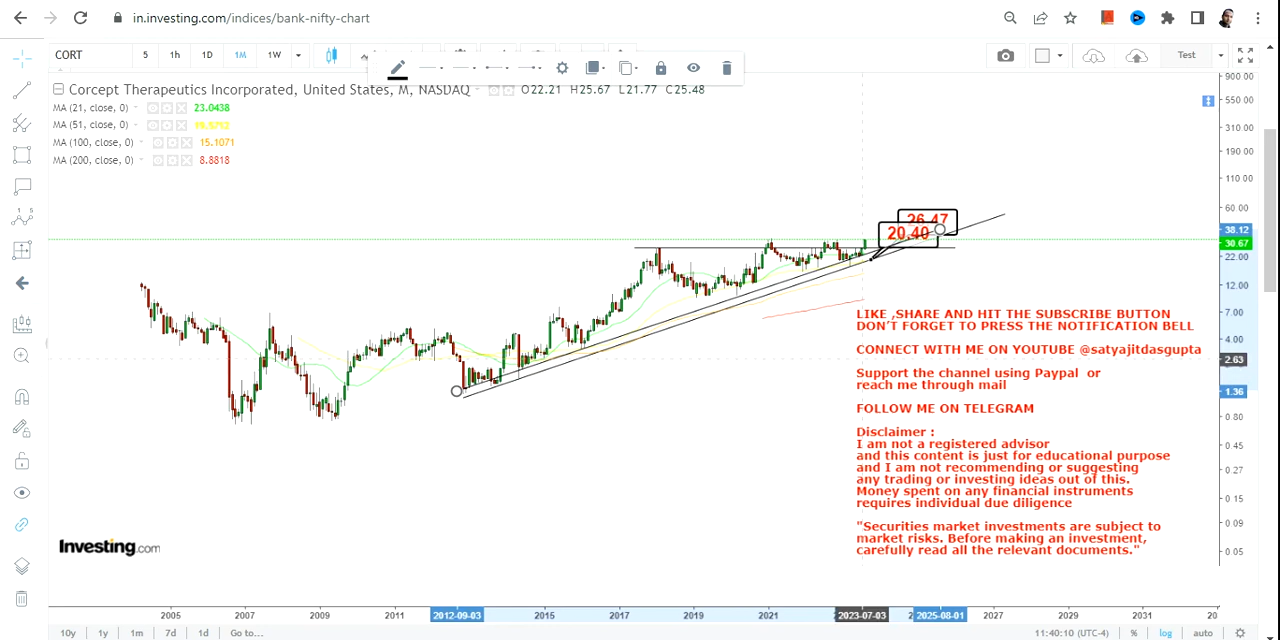 in.investing.com/indices/bank-nifty-chart
CORT 5 1h 1D 1M 1W Test
Corcept Therapeutics Incorporated, United States, M, NASDAQ O22.21 H25.67 L21.77 C25.48
MA (21, close, 0) 23.0438
MA (51, close, 0)
MA (100, close, 0) 15.1071
MA (200, close, 0) 8.8818
900.00
550.00
310.00
190.00
110.00
60.00
38.12
30.67
22.00
12.00
7.00
4.00
2.63
1.36
0.80
0.45
0.27
0.15
0.09
0.05
26.47
20.40
LIKE ,SHARE AND HIT THE SUBSCRIBE BUTTON
DON'T FORGET TO PRESS THE NOTIFICATION BELL
CONNECT WITH ME ON YOUTUBE @satyajitdasgupta
Support the channel using Paypal or
reach me through mail
FOLLOW ME ON TELEGRAM
Disclaimer :
I am not a registered advisor
and this content is just for educational purpose
and I am not recommending or suggesting
any trading or investing ideas out of this.
Money spent on any financial instruments
requires individual due diligence
"Securities market investments are subject to
market risks. Before making an investment,
carefully read all the relevant documents."
Investing.com
2005 2007 2009 2011 2012-09-03 2015 2017 2019 2021 2023-07-03 2025-08-01 2027 2029 2031
10y 1y 1m 7d 1d Go to... 11:40:10 (UTC-4) % log auto